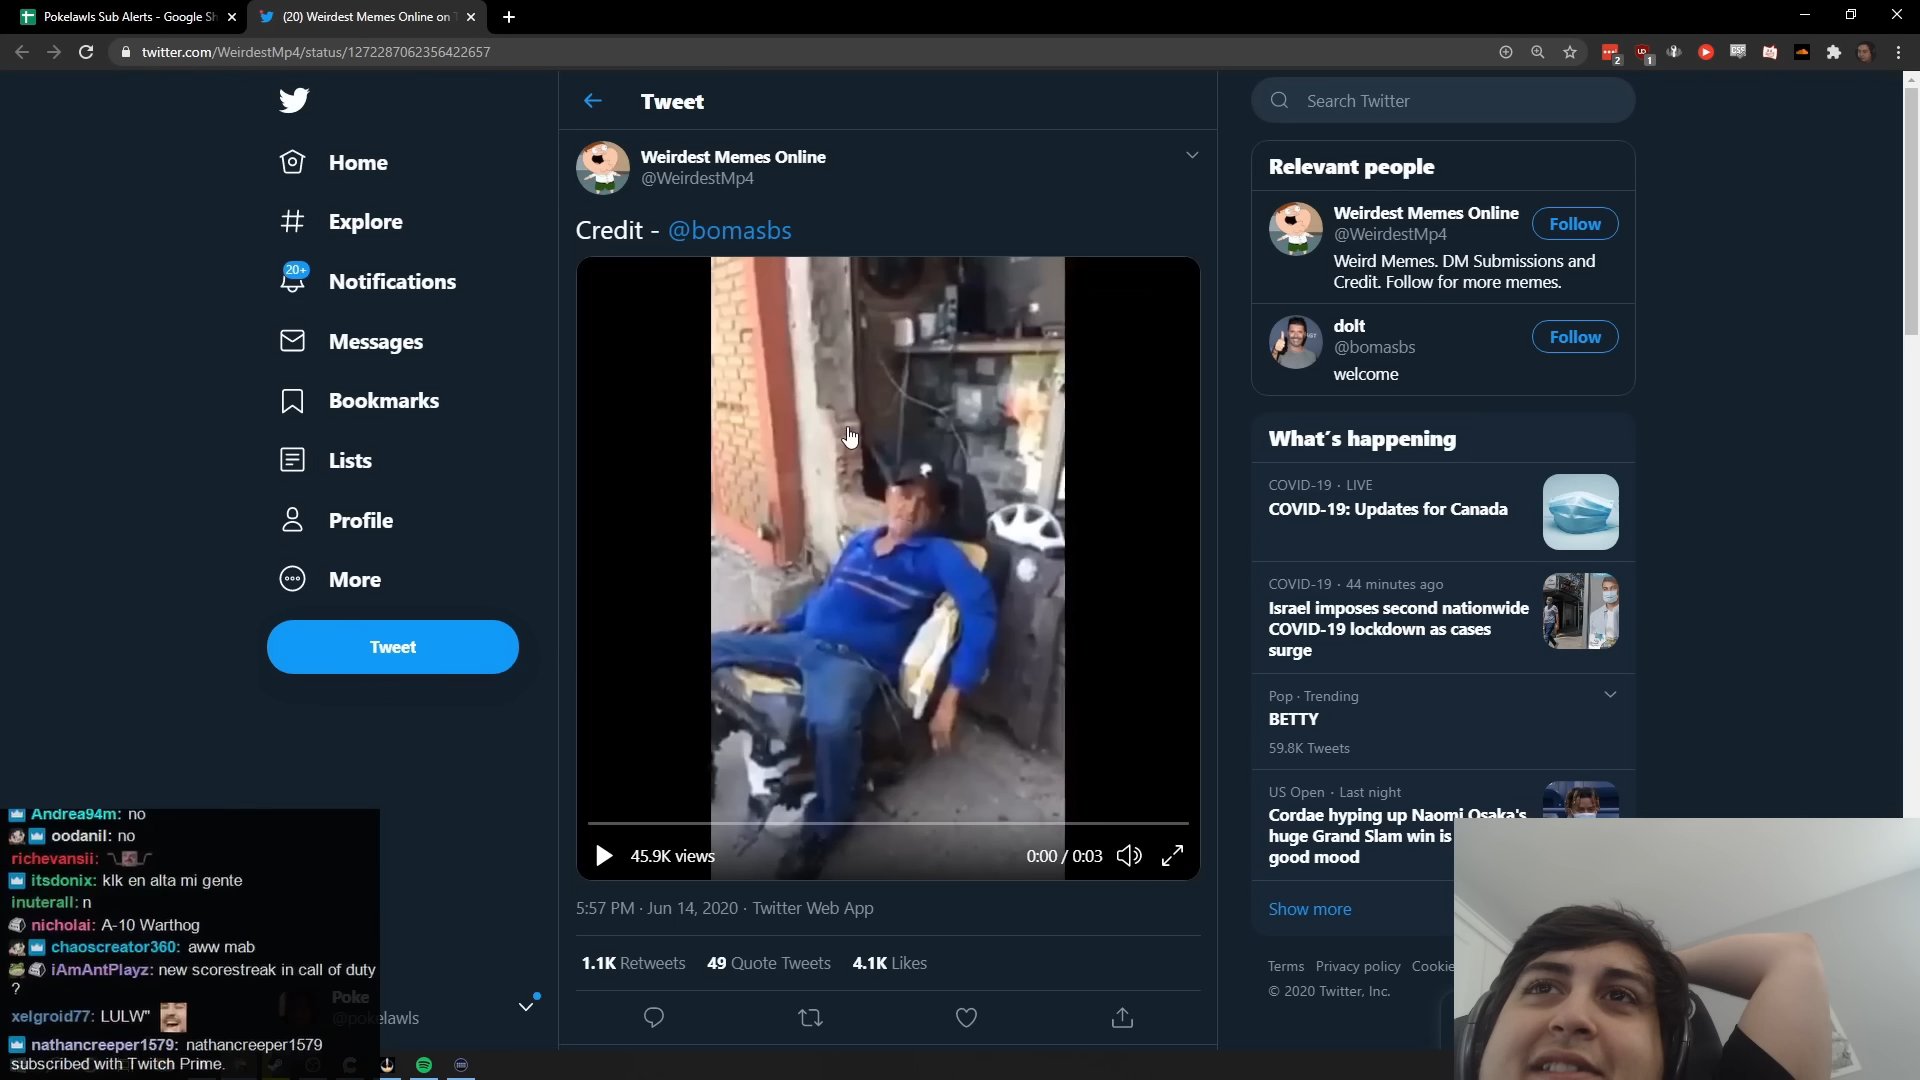 Pokelawls Sub Alerts - Google Sh
(20) Weirdest Memes Online on T
twitter.com/WeirdestMp4/status/1272287062356422657
Home
Explore
20+
Notifications
Messages
Bookmarks
Lists
Profile
More
Tweet
Poke
@pokelawls
Tweet
Weirdest Memes Online
@WeirdestMp4
Credit - @bomasbs
45.9K views
0:00 / 0:03
5:57 PM · Jun 14, 2020 · Twitter Web App
1.1K Retweets 49 Quote Tweets 4.1K Likes
Search Twitter
Relevant people
Weirdest Memes Online
@WeirdestMp4
Follow
Weird Memes. DM Submissions and
Credit. Follow for more memes.
dolt
@bomasbs
Follow
welcome
What's happening
COVID-19 · LIVE
COVID-19: Updates for Canada
COVID-19 · 44 minutes ago
Israel imposes second nationwide
COVID-19 lockdown as cases
surge
Pop · Trending
BETTY
59.8K Tweets
US Open · Last night
Cordae hyping up Naomi Osaka's
huge Grand Slam win is
good mood
Show more
Terms Privacy policy Cookie
© 2020 Twitter, Inc.
Andrea94m: no
oodanil: no
richevansii:
itsdonix: klk en alta mi gente
inuterall: n
nicholai: A-10 Warthog
chaoscreator360: aww mab
iAmAntPlayz: new scorestreak in call of duty
?
xelgroid77: LULW"
nathancreeper1579: nathancreeper1579
subscribed with Twitch Prime.